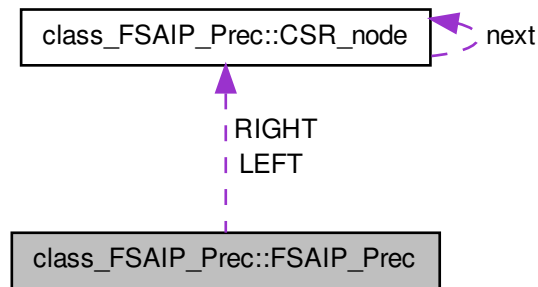 class_FSAIP_Prec::CSR_node
next
RIGHT
LEFT
class_FSAIP_Prec::FSAIP_Prec